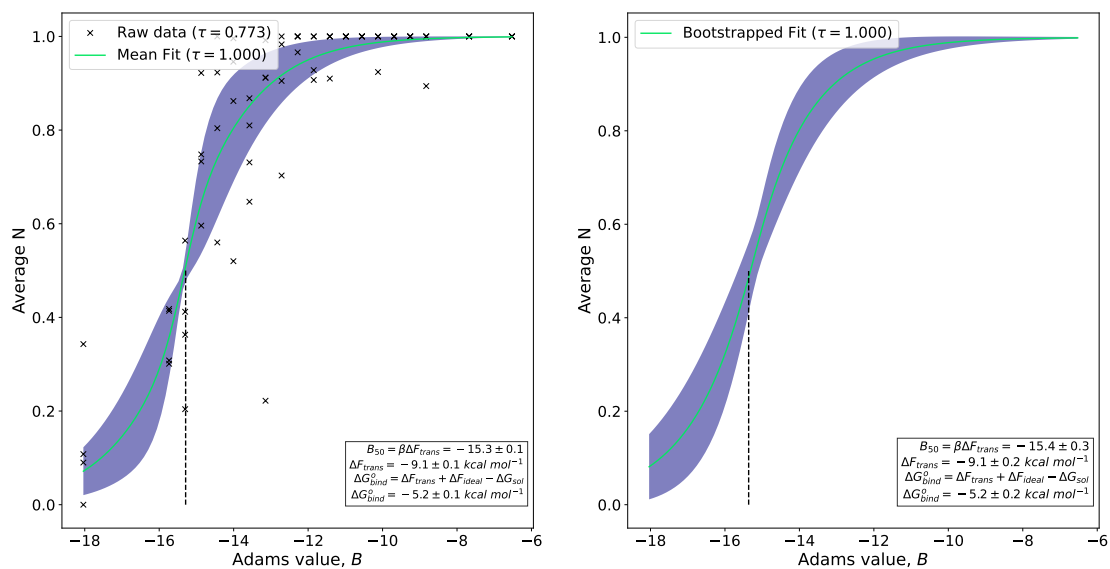 Raw data (τ = 0.773)
Mean Fit (τ = 1.000)
1.0
0.8
0.6
0.4
0.2
0.0
Average N
−18
−16
−14
−12
−10
−8
−6
Adams value, B
B50 = βΔFtrans = −15.3 ± 0.1
ΔFtrans = −9.1 ± 0.1 kcal mol⁻¹
ΔG°bind = ΔFtrans + ΔFideal − ΔGsol
ΔG°bind = −5.2 ± 0.1 kcal mol⁻¹
Bootstrapped Fit (τ = 1.000)
1.0
0.8
0.6
0.4
0.2
0.0
Average N
−18
−16
−14
−12
−10
−8
−6
Adams value, B
B50 = βΔFtrans = −15.4 ± 0.3
ΔFtrans = −9.1 ± 0.2 kcal mol⁻¹
ΔG°bind = ΔFtrans + ΔFideal − ΔGsol
ΔG°bind = −5.2 ± 0.2 kcal mol⁻¹